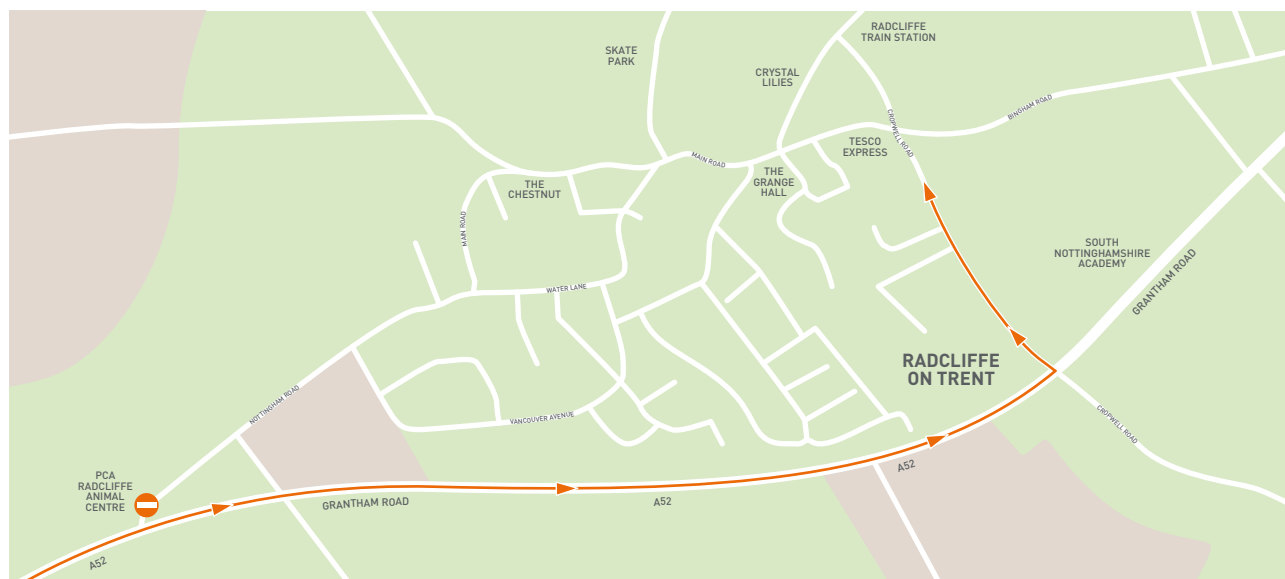 RADCLIFFE
TRAIN STATION
SKATE
PARK
CRYSTAL
LILIES
BINGHAM ROAD
CROPWELL ROAD
TESCO
EXPRESS
MAIN ROAD
THE
GRANGE
HALL
THE
CHESTNUT
MAIN ROAD
SOUTH
NOTTINGHAMSHIRE
ACADEMY
GRANTHAM ROAD
WATER LANE
RADCLIFFE
ON TRENT
NOTTINGHAM ROAD
VANCOUVER AVENUE
CROPWELL ROAD
PCA
RADCLIFFE
ANIMAL
CENTRE
A52
GRANTHAM ROAD
A52
A52